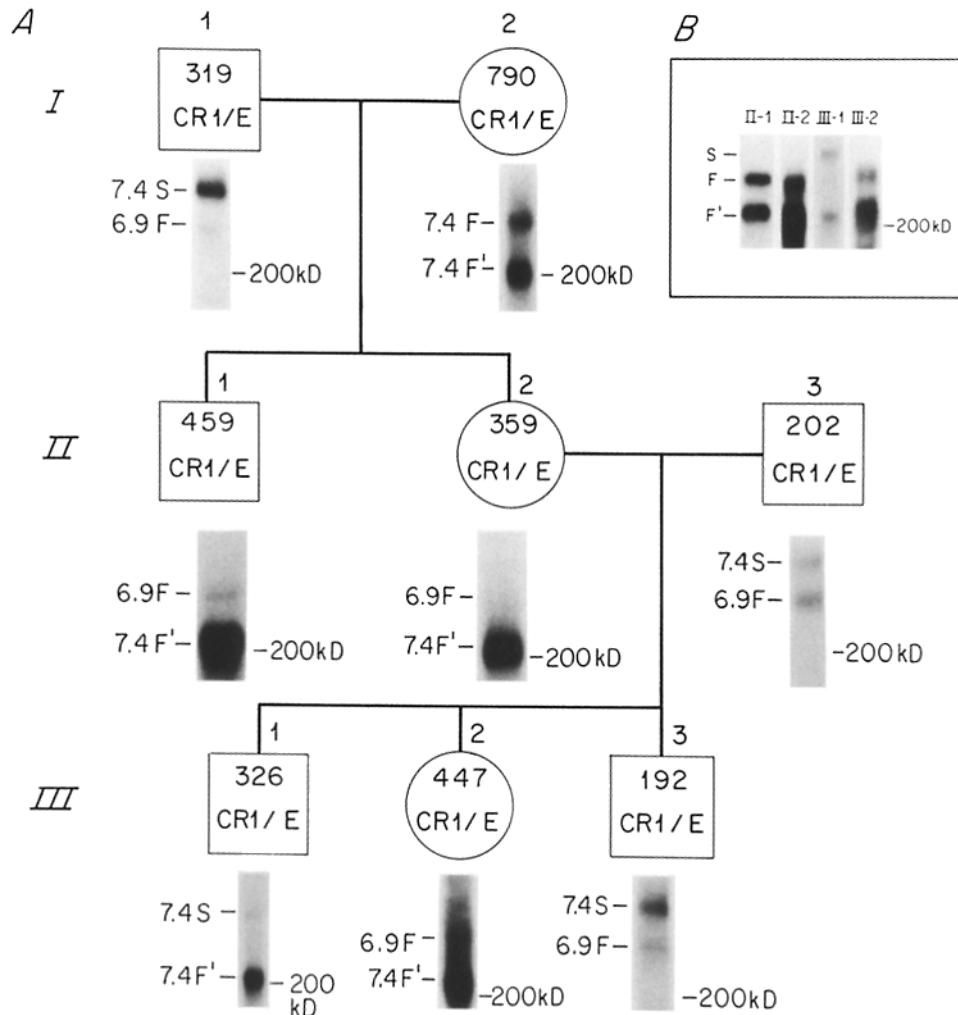 A
1
2
B
I
319
CR1/E
790
CR1/E
7.4 S
6.9 F
-200kD
7.4 F
7.4 F'
-200kD
II-1 II-2 III-1 III-2
S
F
F'
-200kD
II
1
459
CR1/E
2
359
CR1/E
3
202
CR1/E
6.9F
7.4F'
-200kD
6.9F
7.4F'
-200kD
7.4S
6.9F
-200kD
III
1
326
CR1/E
2
447
CR1/E
3
192
CR1/E
7.4S
7.4F'
-200
kD
6.9F
7.4F'
-200kD
7.4S
6.9F
-200kD